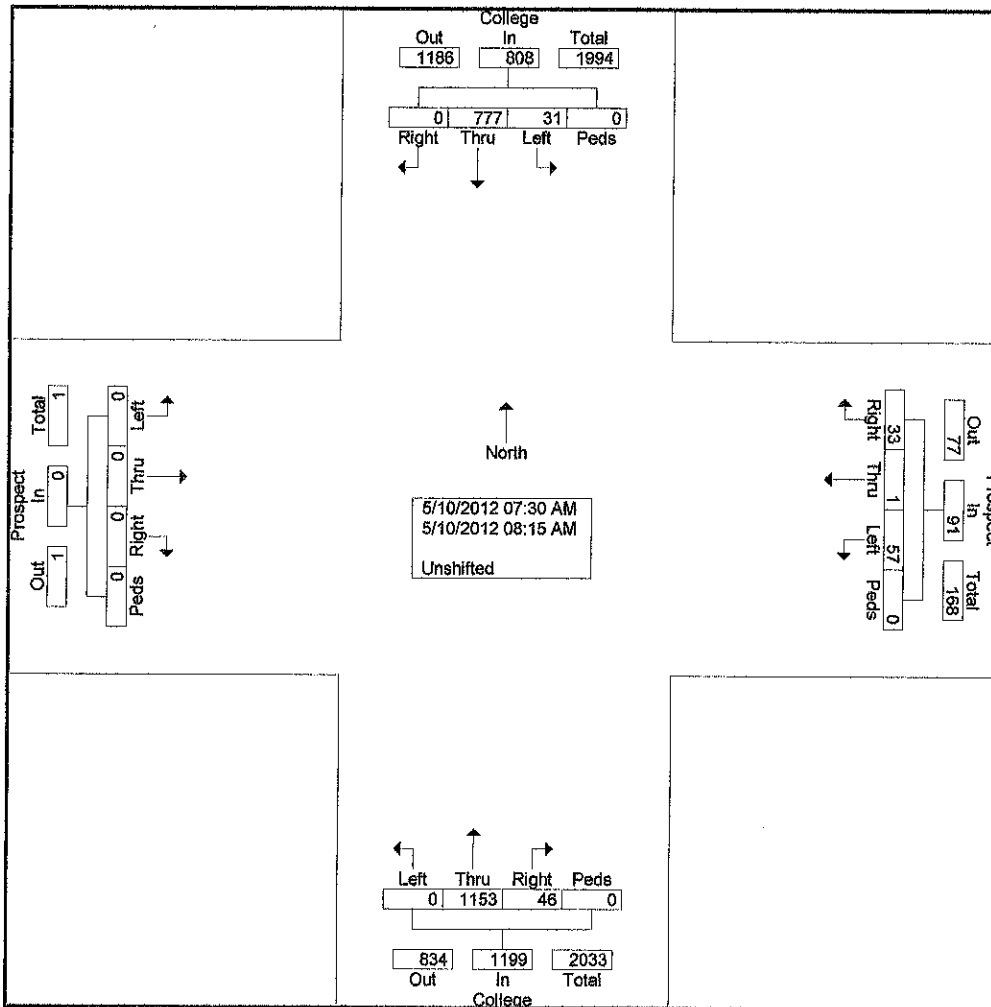 College
Out In Total
1186 808 1994
0 777 31 0
Right Thru Left Peds
North
5/10/2012 07:30 AM
5/10/2012 08:15 AM
Unshifted
Prospect
Total In Out
1 0 1
0 0 0 0
Left Thru Right Peds
Prospect
Out In Total
77 91 168
33 1 57 0
Right Thru Left Peds
Left Thru Right Peds
0 1153 46 0
834 1199 2033
Out In Total
College